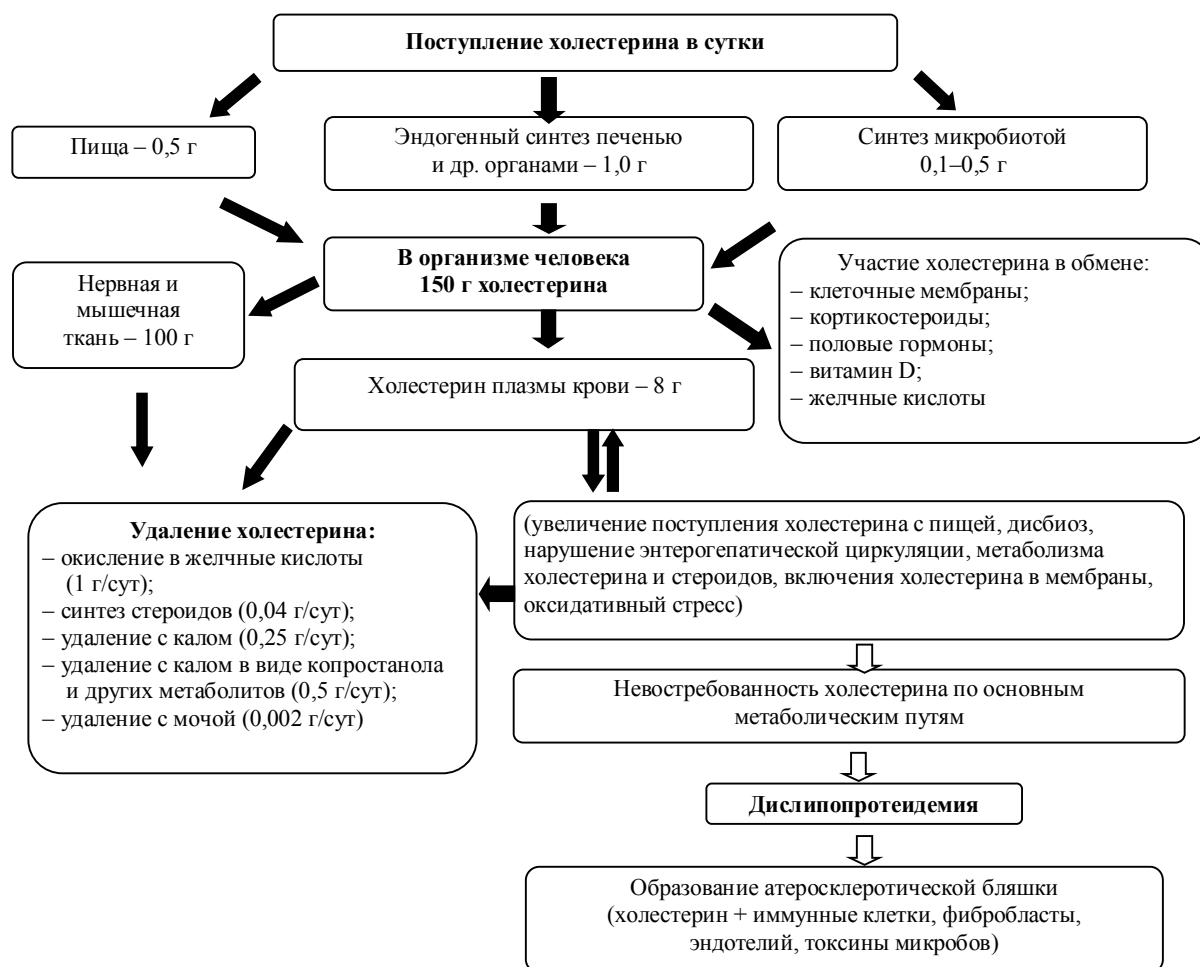 Поступление холестерина в сутки
Пища – 0,5 г
Эндогенный синтез печенью
и др. органами – 1,0 г
Синтез микробиотой
0,1–0,5 г
В организме человека
150 г холестерина
Нервная и
мышечная
ткань – 100 г
Участие холестерина в обмене:
– клеточные мембраны;
– кортикостероиды;
– половые гормоны;
– витамин D;
– желчные кислоты
Холестерин плазмы крови – 8 г
Удаление холестерина:
– окисление в желчные кислоты
(1 г/сут);
– синтез стероидов (0,04 г/сут);
– удаление с калом (0,25 г/сут);
– удаление с калом в виде копростанола
и других метаболитов (0,5 г/сут);
– удаление с мочой (0,002 г/сут)
(увеличение поступления холестерина с пищей, дисбиоз,
нарушение энтерогепатической циркуляции, метаболизма
холестерина и стероидов, включения холестерина в мембраны,
оксидативный стресс)
Невостребованность холестерина по основным
метаболическим путям
Дислипопротеидемия
Образование атеросклеротической бляшки
(холестерин + иммунные клетки, фибробласты,
эндотелий, токсины микробов)